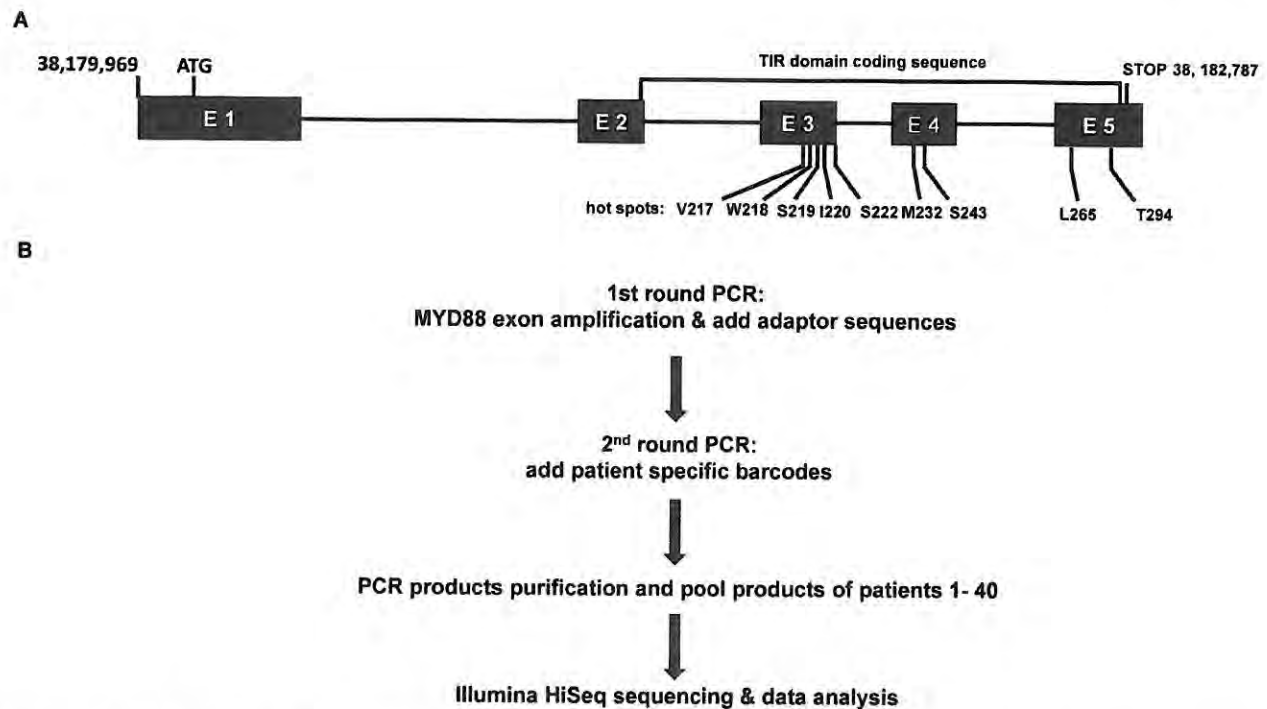 A
38,179,969
ATG
TIR domain coding sequence
STOP 38, 182,787
E 1
E 2
E 3
E 4
E 5
hot spots: V217 W218 S219 I220 S222 M232 S243 L265 T294
B
1st round PCR:
MYD88 exon amplification & add adaptor sequences
2nd round PCR:
add patient specific barcodes
PCR products purification and pool products of patients 1- 40
Illumina HiSeq sequencing & data analysis